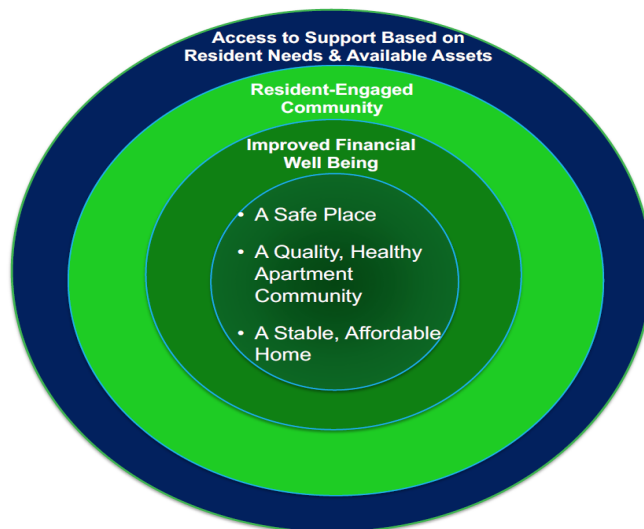 Access to Support Based on
Resident Needs & Available Assets
Resident-Engaged
Community
Improved Financial
Well Being
• A Safe Place
• A Quality, Healthy
Apartment
Community
• A Stable, Affordable
Home